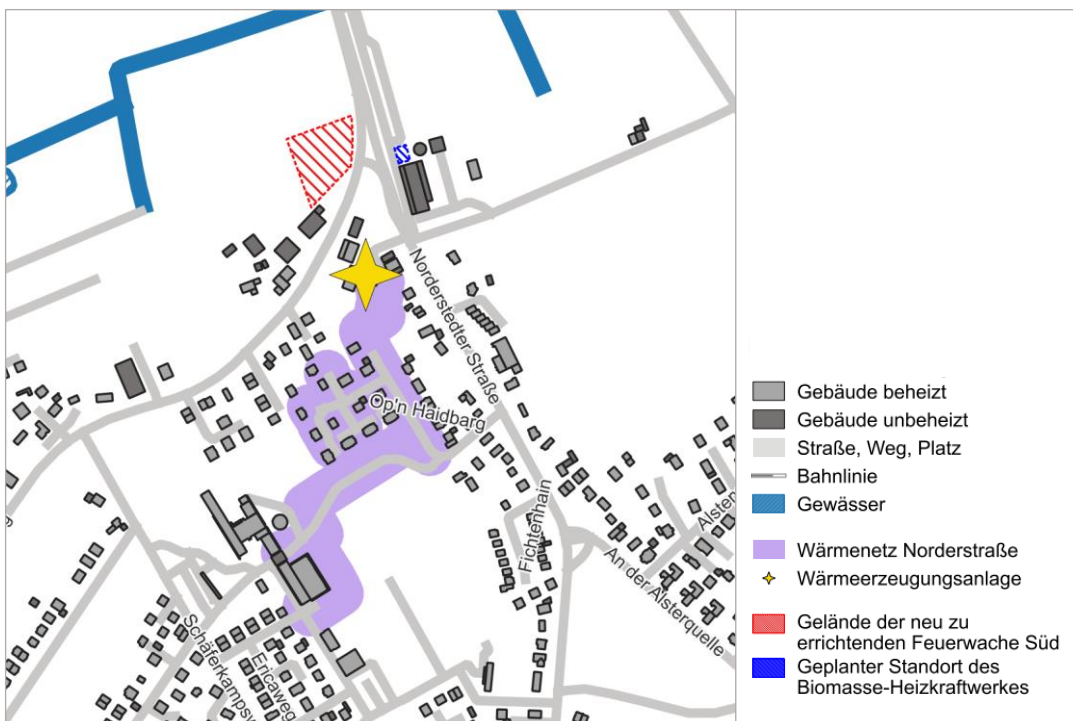 Norderstedter Straße
Op'n Haidbarg
Fichtenhain
Alster
An der Alsterquelle
Schäferkampsw
Ericaweg
Gebäude beheizt
Gebäude unbeheizt
Straße, Weg, Platz
Bahnlinie
Gewässer
Wärmenetz Norderstraße
Wärmeerzeugungsanlage
Gelände der neu zu
errichtenden Feuerwache Süd
Geplanter Standort des
Biomasse-Heizkraftwerkes